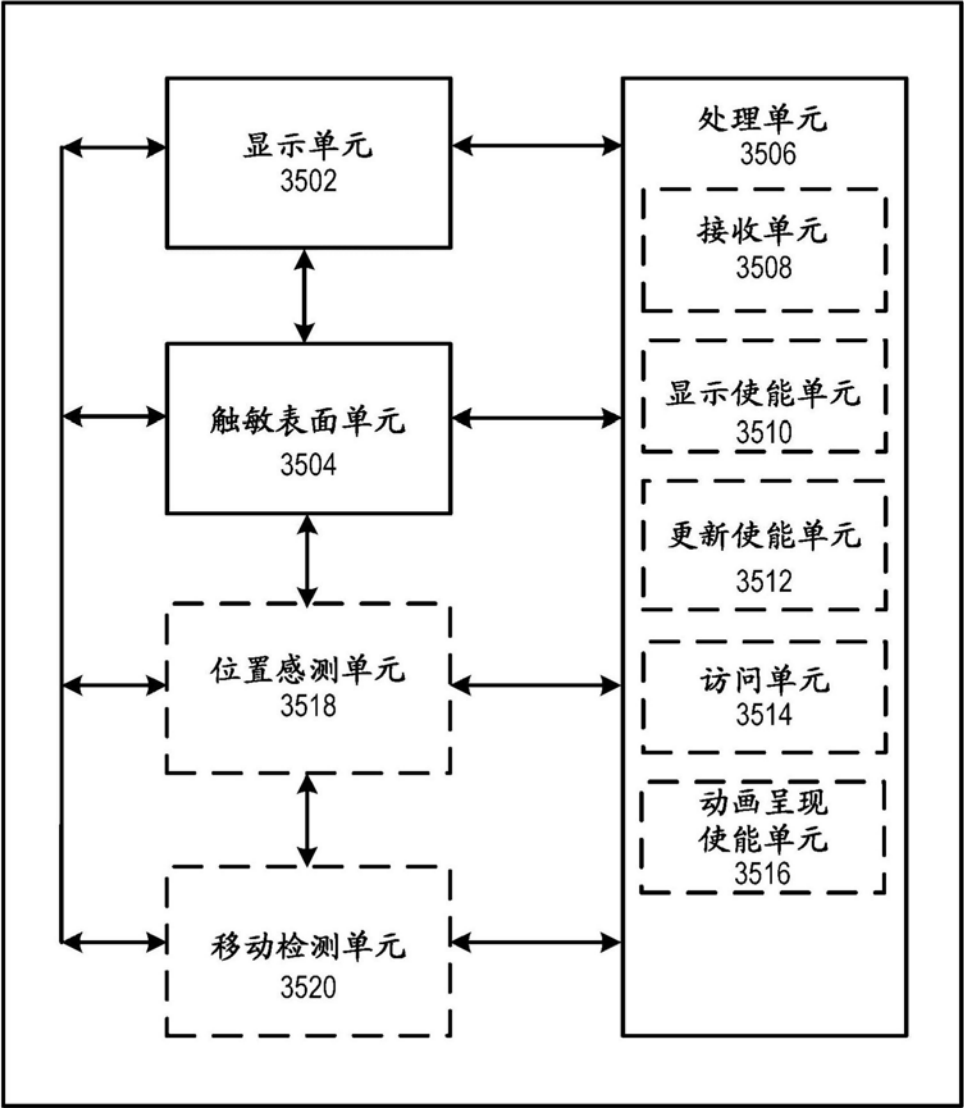 显示单元
3502
触敏表面单元
3504
位置感测单元
3518
移动检测单元
3520
处理单元
3506
接收单元
3508
显示使能单元
3510
更新使能单元
3512
访问单元
3514
动画呈现
使能单元
3516